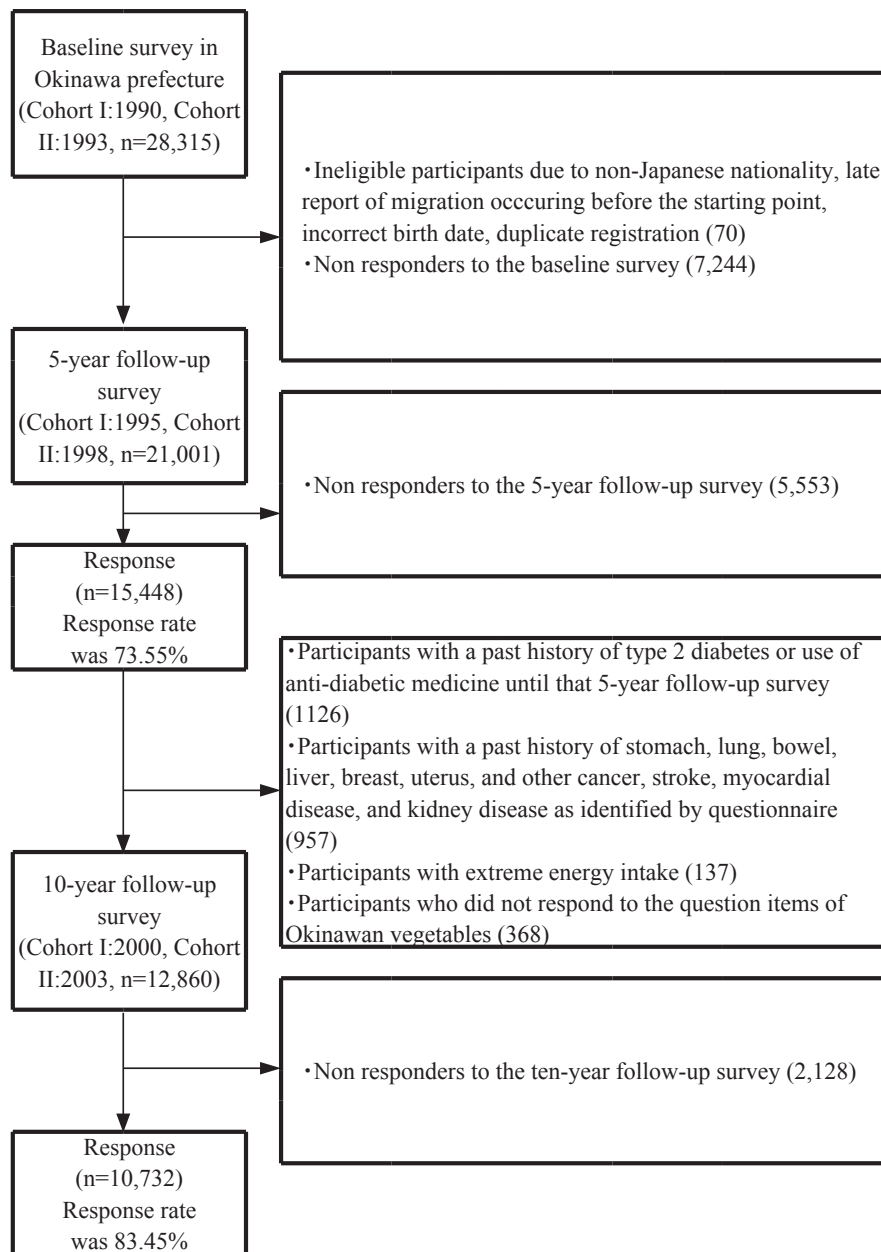 Baseline survey in
Okinawa prefecture
(Cohort I:1990, Cohort
II:1993, n=28,315)
・Ineligible participants due to non-Japanese nationality, late
report of migration occcuring before the starting point,
incorrect birth date, duplicate registration (70)
・Non responders to the baseline survey (7,244)
5-year follow-up
survey
(Cohort I:1995, Cohort
II:1998, n=21,001)
・Non responders to the 5-year follow-up survey (5,553)
Response
(n=15,448)
Response rate
was 73.55%
・Participants with a past history of type 2 diabetes or use of
anti-diabetic medicine until that 5-year follow-up survey
(1126)
・Participants with a past history of stomach, lung, bowel,
liver, breast, uterus, and other cancer, stroke, myocardial
disease, and kidney disease as identified by questionnaire
(957)
・Participants with extreme energy intake (137)
・Participants who did not respond to the question items of
Okinawan vegetables (368)
10-year follow-up
survey
(Cohort I:2000, Cohort
II:2003, n=12,860)
・Non responders to the ten-year follow-up survey (2,128)
Response
(n=10,732)
Response rate
was 83.45%